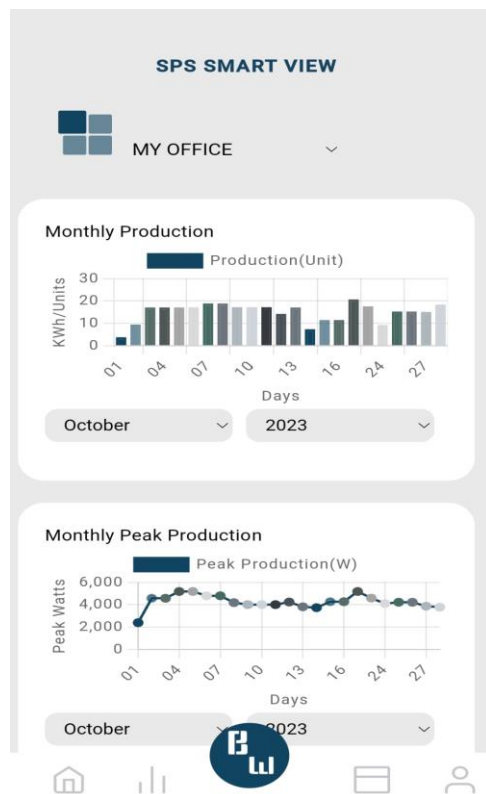 SPS SMART VIEW
MY OFFICE
Monthly Production
Production(Unit)
KWh/Units
30
20
10
0
01 04 07 10 13 16 24 27
Days
October 2023
Monthly Peak Production
Peak Production(W)
Peak Watts
6,000
4,000
2,000
0
01 04 07 10 13 16 24 27
Days
October 2023
BW